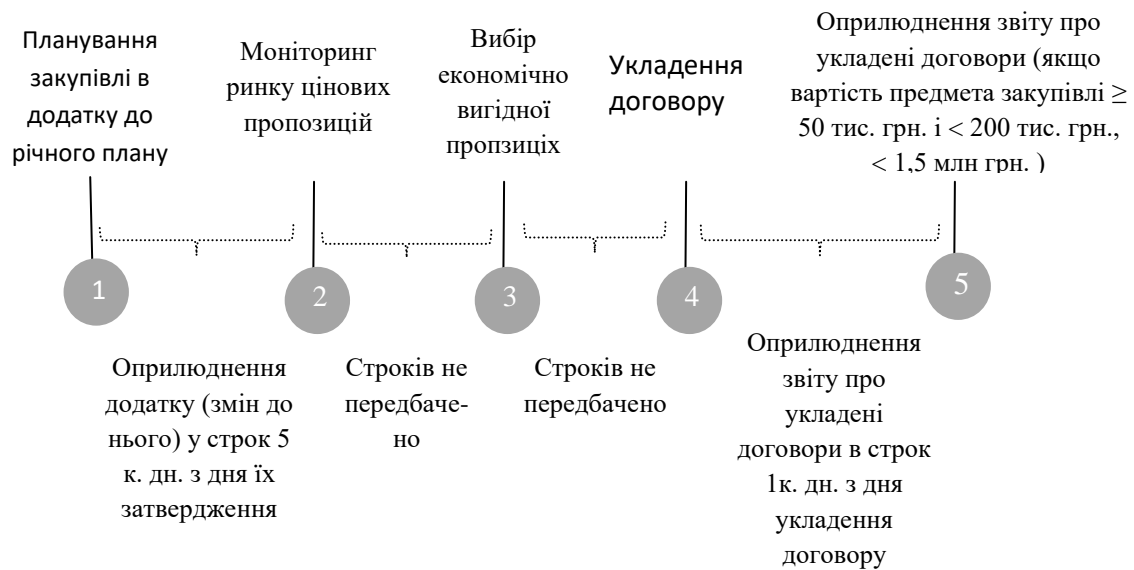 Планування
закупівлі в
додатку до
річного плану
Моніторинг
ринку цінових
пропозицій
Вибір
економічно
вигідної
пропзиціх
Укладення
договору
Оприлюднення звіту про
укладені договори (якщо
вартість предмета закупівлі ≥
50 тис. грн. і < 200 тис. грн.,
< 1,5 млн грн. )
1
2
3
4
5
Оприлюднення
додатку (змін до
нього) у строк 5
к. дн. з дня їх
затвердження
Строків не
передбаче-
но
Строків не
передбачено
Оприлюднення
звіту про
укладені
договори в строк
1к. дн. з дня
укладення
договору